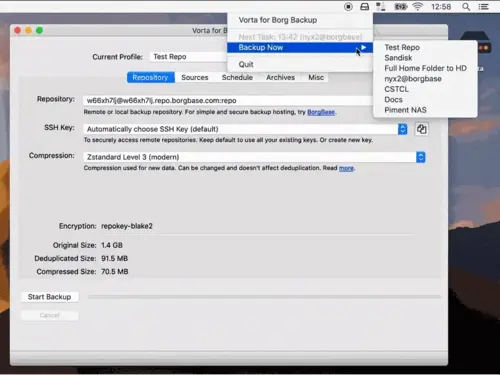 12:58
Vorta for Borg Backup
Next Task: 13:47 (nyx2@borgbase)
Backup Now
Quit
Test Repo
Sandisk
Full Home Folder to HD
nyx2@borgbase
CSTCL
Docs
Piment NAS
Vorta for B
Current Profile: Test Repo
Repository Sources Schedule Archives Misc
Repository: w66xh7lj@w66xh7lj.repo.borgbase.com:repo
Remote or local backup repository. For simple and secure backup hosting, try BorgBase.
SSH Key: Automatically choose SSH Key (default)
To securely access remote repositories. Keep default to use all your existing keys. Or create new key.
Compression: Zstandard Level 3 (modern)
Compression used for new data. Can be changed and doesn't affect deduplication. Read more.
Encryption: repokey-blake2
Original Size: 1.4 GB
Deduplicated Size: 91.5 MB
Compressed Size: 70.5 MB
Start Backup
Cancel